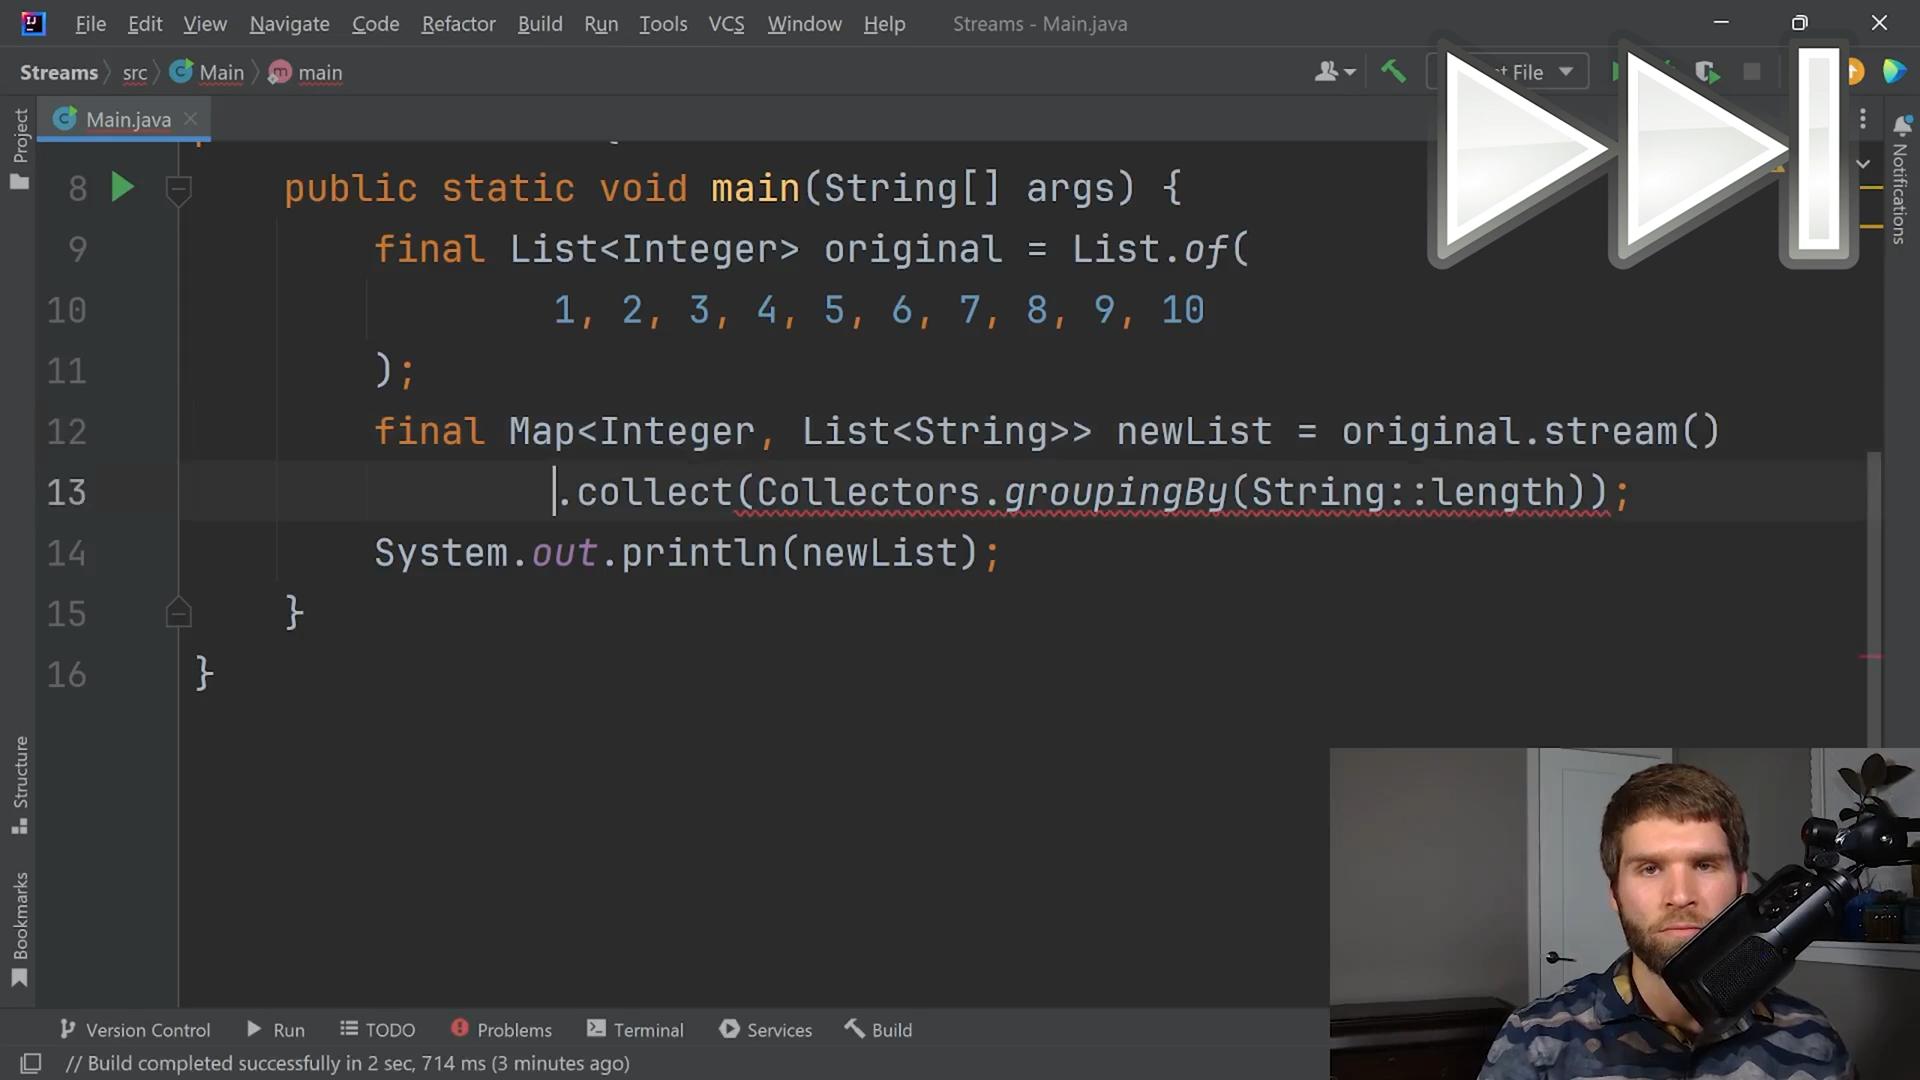 File Edit View Navigate Code Refactor Build Run Tools VCS Window Help Streams - Main.java
Streams src Main main
File
Main.java
Project
Notifications
8 public static void main(String[] args) {
9 final List<Integer> original = List.of(
10 1, 2, 3, 4, 5, 6, 7, 8, 9, 10
11 );
12 final Map<Integer, List<String>> newList = original.stream()
13 .collect(Collectors.groupingBy(String::length));
14 System.out.println(newList);
15 }
16 }
Structure
Bookmarks
Version Control Run TODO Problems Terminal Services Build
// Build completed successfully in 2 sec, 714 ms (3 minutes ago)